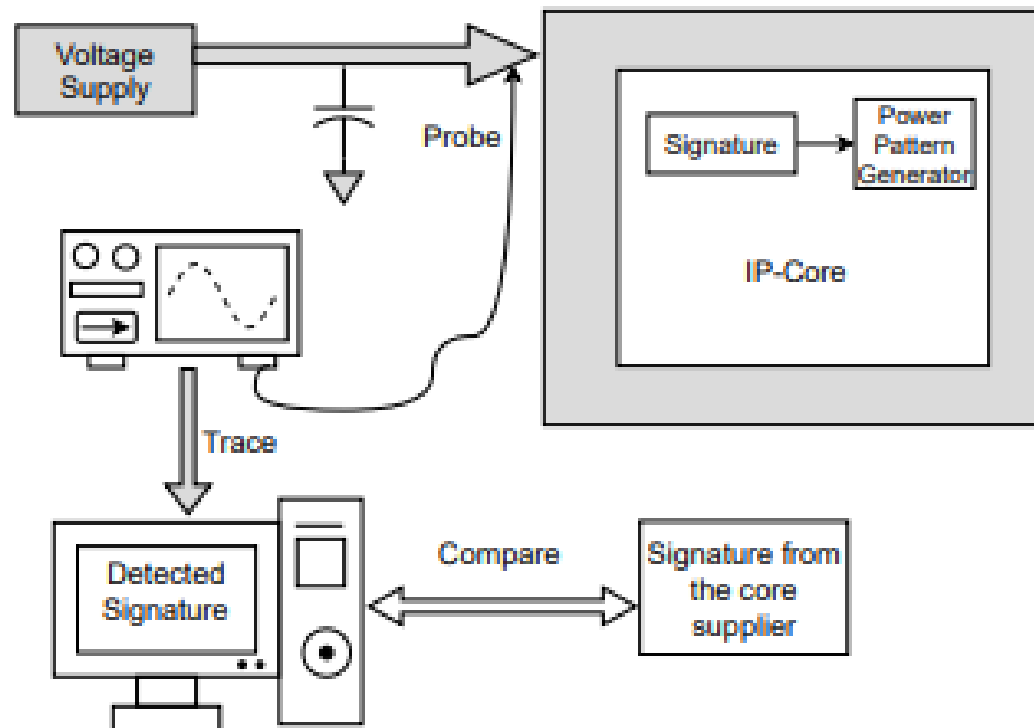 Voltage
Supply
Probe
Signature
Power
Pattern
Generator
IP-Core
Trace
Detected
Signature
Compare
Signature from
the core
supplier